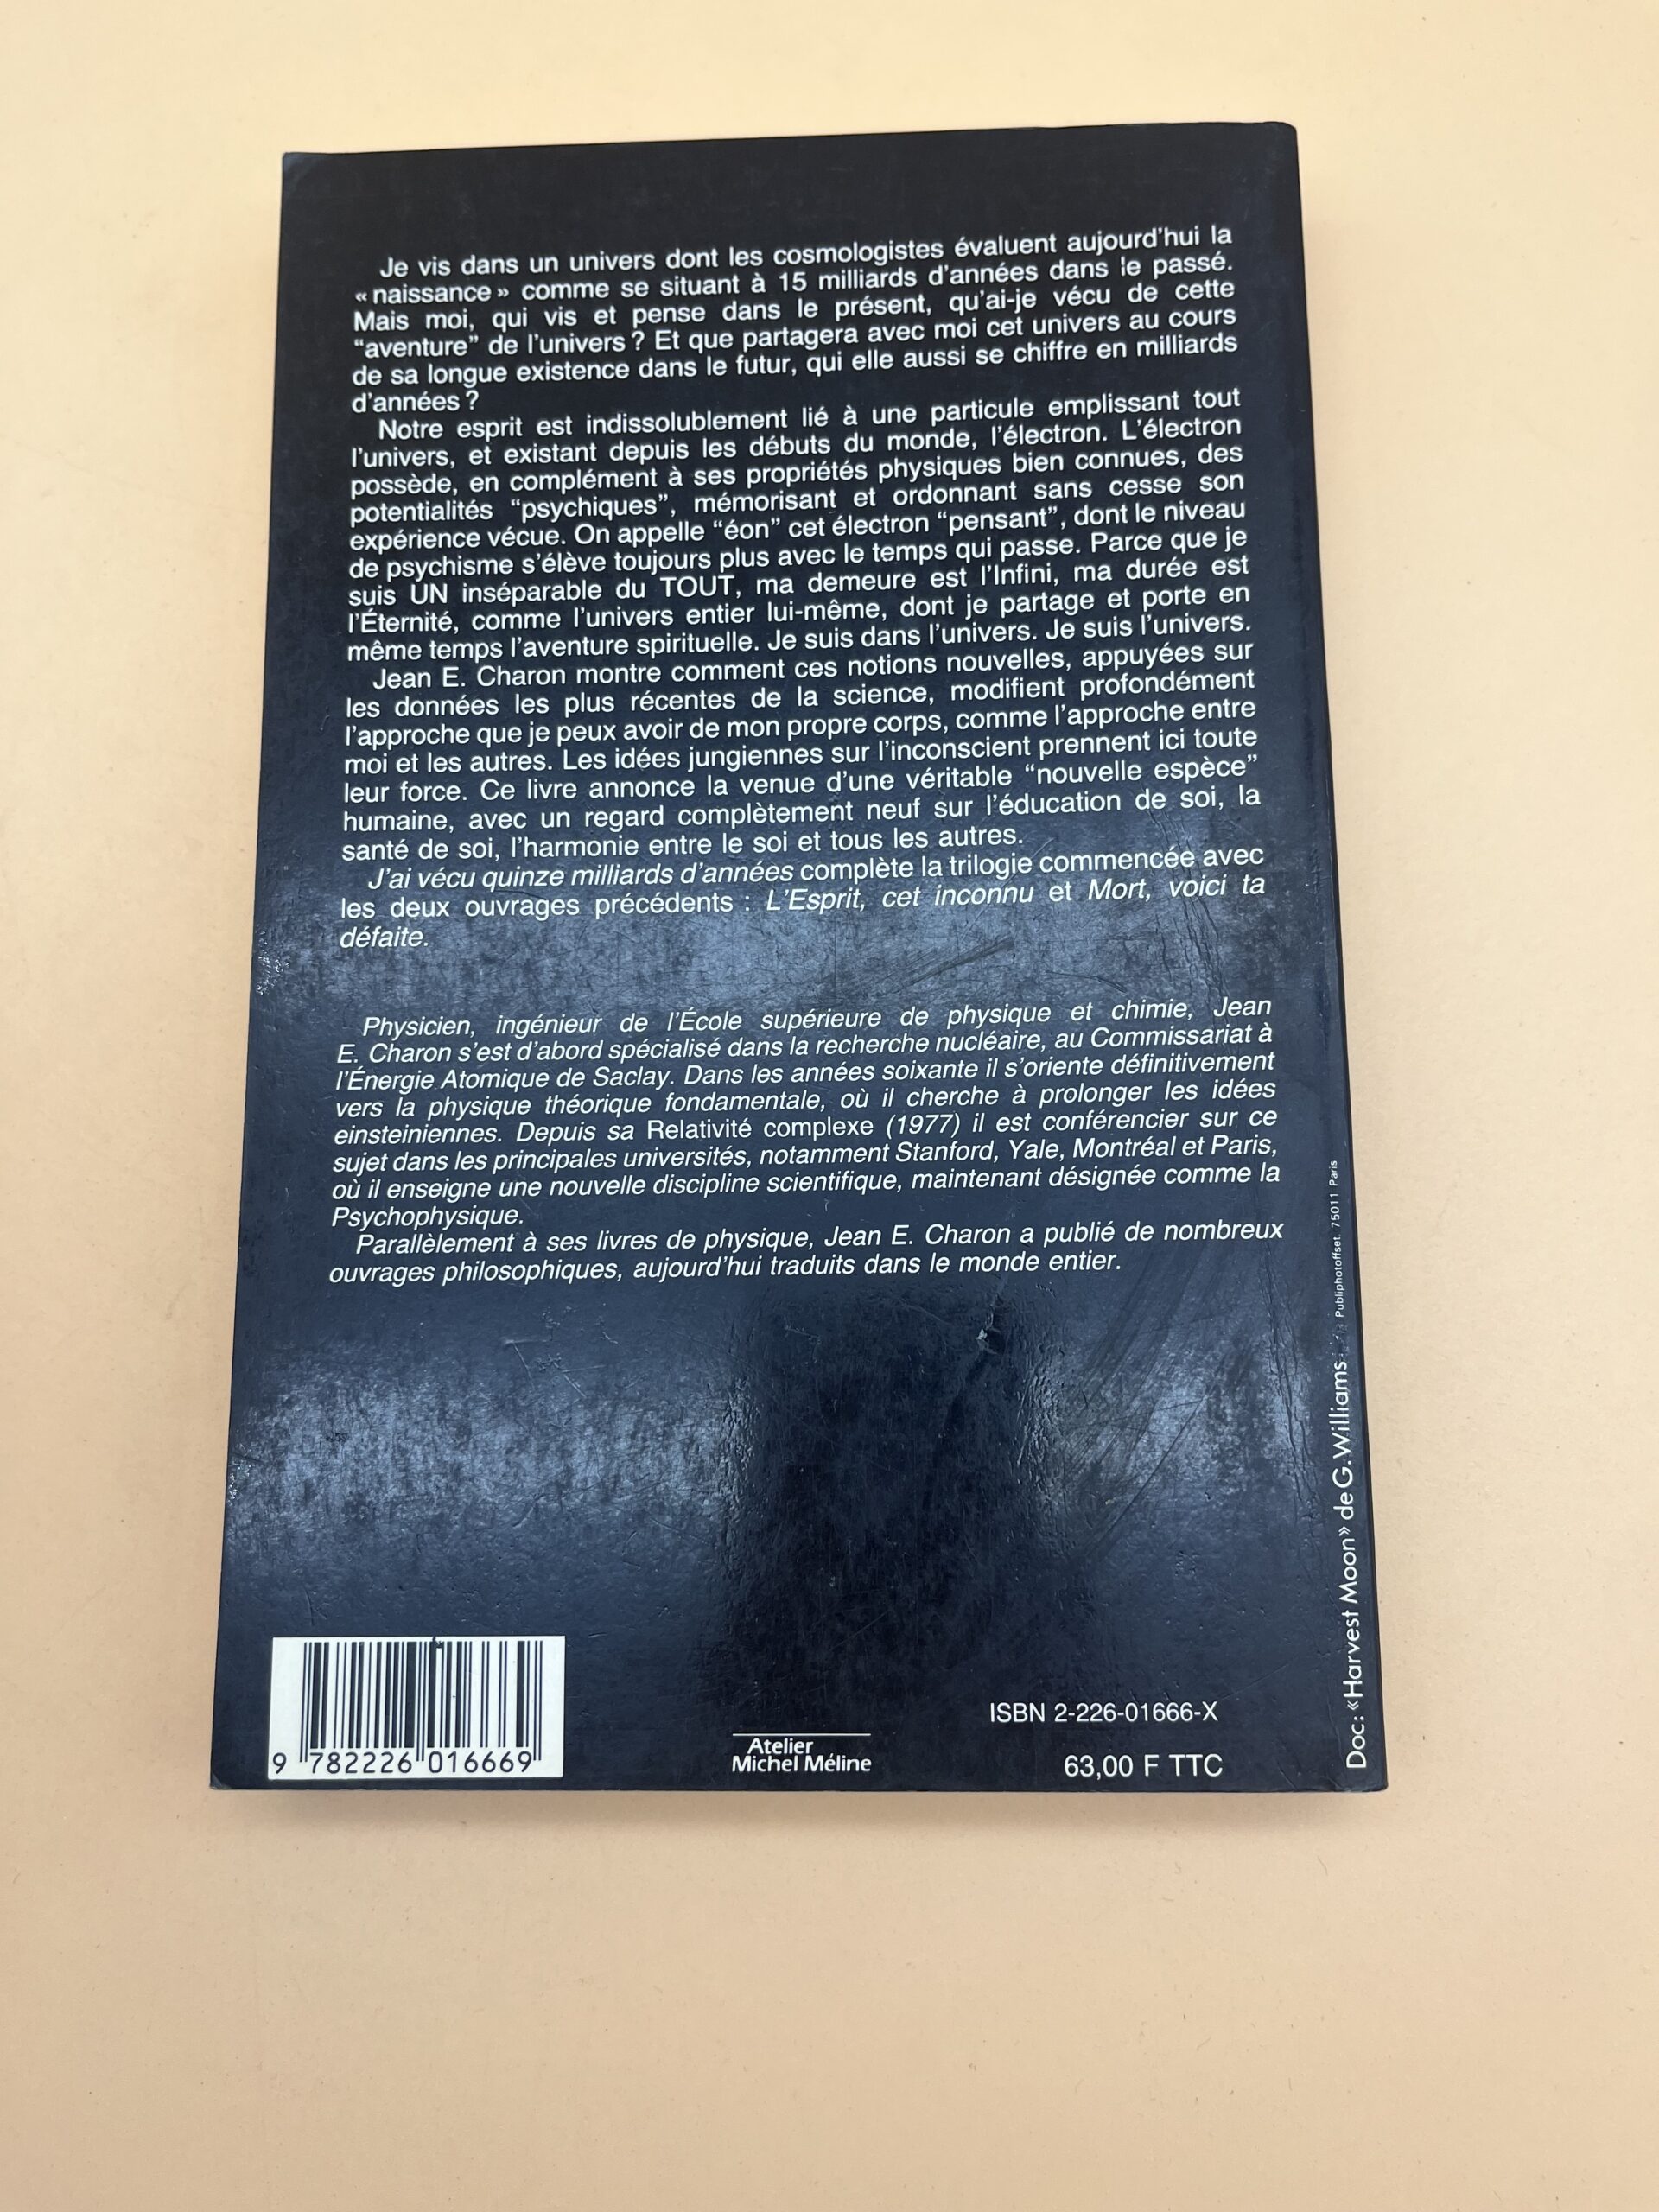 Je vis dans un univers dont les cosmologistes évaluent aujourd'hui la
« naissance » comme se situant à 15 milliards d'années dans le passé.
Mais moi, qui vis et pense dans le présent, qu'ai-je vécu de cette
“aventure” de l'univers ? Et que partagera avec moi cet univers au cours
de sa longue existence dans le futur, qui elle aussi se chiffre en milliards
d'années ?
Notre esprit est indissolublement lié à une particule emplissant tout
l'univers, et existant depuis les débuts du monde, l'électron. L'électron
possède, en complément à ses propriétés physiques bien connues, des
potentialités “psychiques”, mémorisant et ordonnant sans cesse son
expérience vécue. On appelle “éon” cet électron “pensant”, dont le niveau
de psychisme s'élève toujours plus avec le temps qui passe. Parce que je
suis UN inséparable du TOUT, ma demeure est l'Infini, ma durée est
l'Éternité, comme l'univers entier lui-même, dont je partage et porte en
même temps l'aventure spirituelle. Je suis dans l'univers. Je suis l'univers.
Jean E. Charon montre comment ces notions nouvelles, appuyées sur
les données les plus récentes de la science, modifient profondément
l'approche que je peux avoir de mon propre corps, comme l'approche entre
moi et les autres. Les idées jungiennes sur l'inconscient prennent ici toute
leur force. Ce livre annonce la venue d'une véritable “nouvelle espèce”
humaine, avec un regard complètement neuf sur l'éducation de soi, la
santé de soi, l'harmonie entre le soi et tous les autres.
J'ai vécu quinze milliards d'années complète la trilogie commencée avec
les deux ouvrages précédents : L'Esprit, cet inconnu et Mort, voici ta
défaite.
Physicien, ingénieur de l'École supérieure de physique et chimie, Jean
E. Charon s'est d'abord spécialisé dans la recherche nucléaire, au Commissariat à
l'Énergie Atomique de Saclay. Dans les années soixante il s'oriente définitivement
vers la physique théorique fondamentale, où il cherche à prolonger les idées
einsteiniennes. Depuis sa Relativité complexe (1977) il est conférencier sur ce
sujet dans les principales universités, notamment Stanford, Yale, Montréal et Paris,
où il enseigne une nouvelle discipline scientifique, maintenant désignée comme la
Psychophysique.
Parallèlement à ses livres de physique, Jean E. Charon a publié de nombreux
ouvrages philosophiques, aujourd'hui traduits dans le monde entier.
9 782226 016669
Atelier
Michel Méline
ISBN 2-226-01666-X
63,00 F TTC
Doc: «Harvest Moon» de G.Williams Publiphotoffset. 75011 Paris